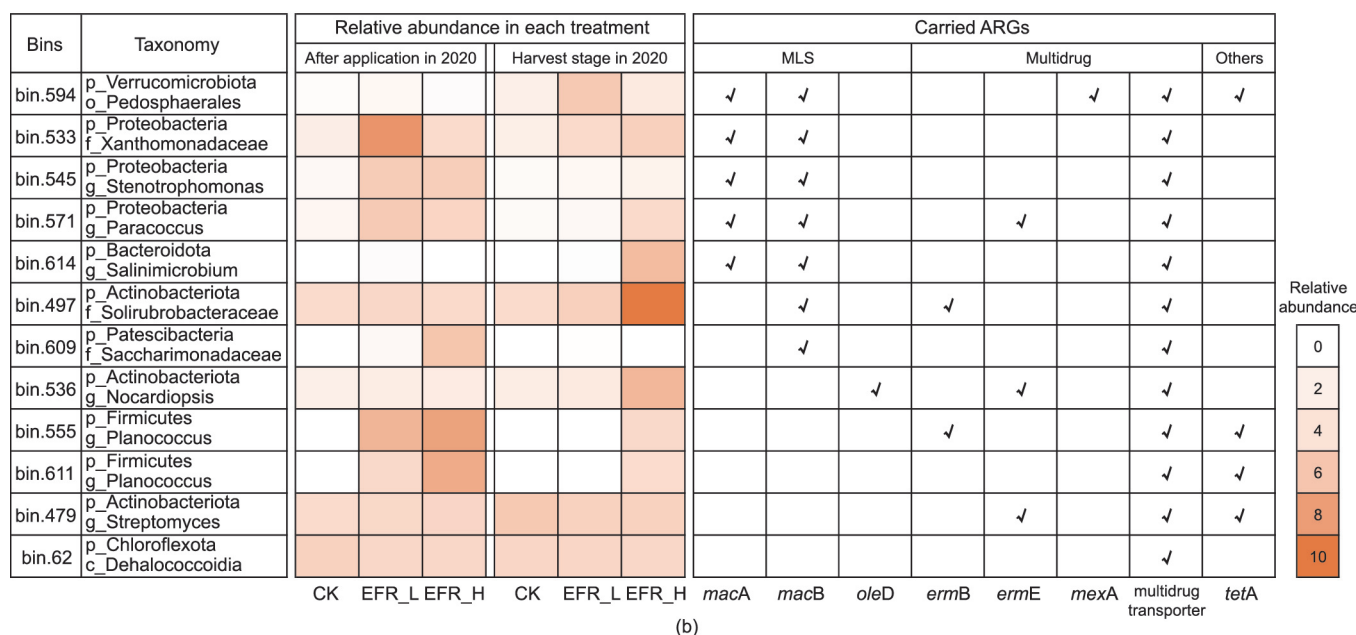 Bins
Taxonomy
Relative abundance in each treatment
Carried ARGs
After application in 2020
Harvest stage in 2020
MLS
Multidrug
Others
bin.594
p_Verrucomicrobiota
o_Pedosphaerales
√ √ √ √ √
bin.533
p_Proteobacteria
f_Xanthomonadaceae
√ √ √
bin.545
p_Proteobacteria
g_Stenotrophomonas
√ √ √
bin.571
p_Proteobacteria
g_Paracoccus
√ √ √ √
bin.614
p_Bacteroidota
g_Salinimicrobium
√ √ √
bin.497
p_Actinobacteriota
f_Solirubrobacteraceae
√ √ √
bin.609
p_Patescibacteria
f_Saccharimonadaceae
√ √
bin.536
p_Actinobacteriota
g_Nocardiopsis
√ √ √
bin.555
p_Firmicutes
g_Planococcus
√ √ √
bin.611
p_Firmicutes
g_Planococcus
√ √
bin.479
p_Actinobacteriota
g_Streptomyces
√ √ √
bin.62
p_Chloroflexota
c_Dehalococcoidia
√
CK EFR_L EFR_H CK EFR_L EFR_H macA macB oleD ermB ermE mexA multidrug tetA
transporter
Relative
abundance
0
2
4
6
8
10
(b)